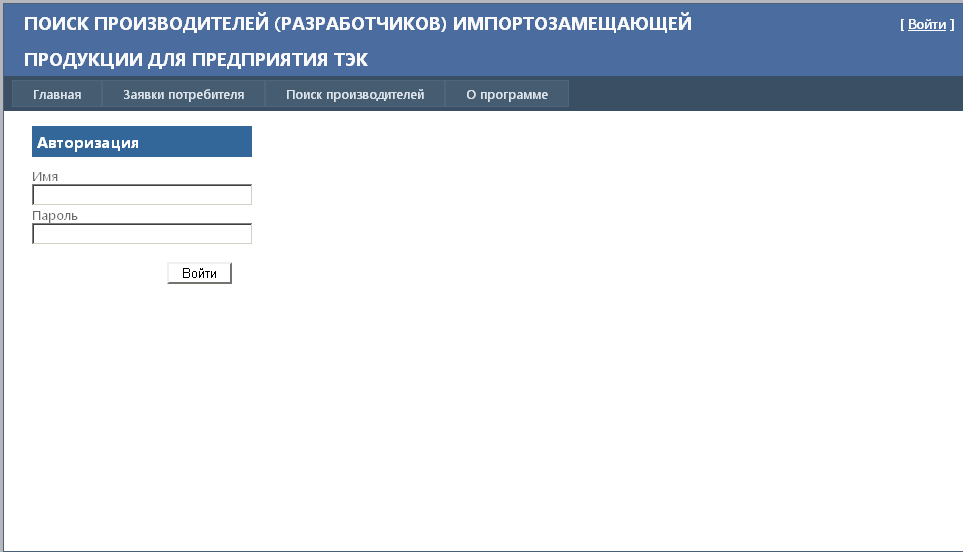 ПОИСК ПРОИЗВОДИТЕЛЕЙ (РАЗРАБОТЧИКОВ) ИМПОРТОЗАМЕЩАЮЩЕЙ
ПРОДУКЦИИ ДЛЯ ПРЕДПРИЯТИЯ ТЭК
[ Войти ]
Главная Заявки потребителя Поиск производителей О программе
Авторизация
Имя
Пароль
Войти